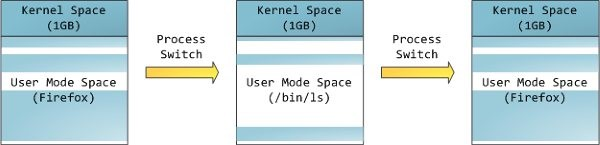 Kernel Space
(1GB)
User Mode Space
(Firefox)
Process
Switch
Kernel Space
(1GB)
User Mode Space
(/bin/ls)
Process
Switch
Kernel Space
(1GB)
User Mode Space
(Firefox)